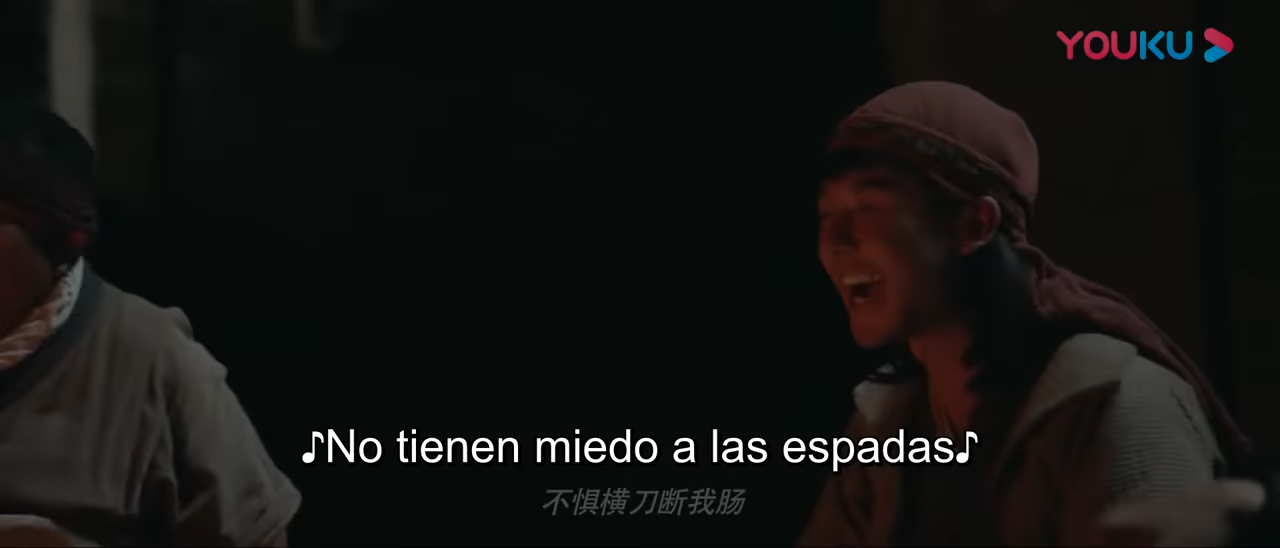 YOUKU
♪No tienen miedo a las espadas♪
不惧横刀断我肠